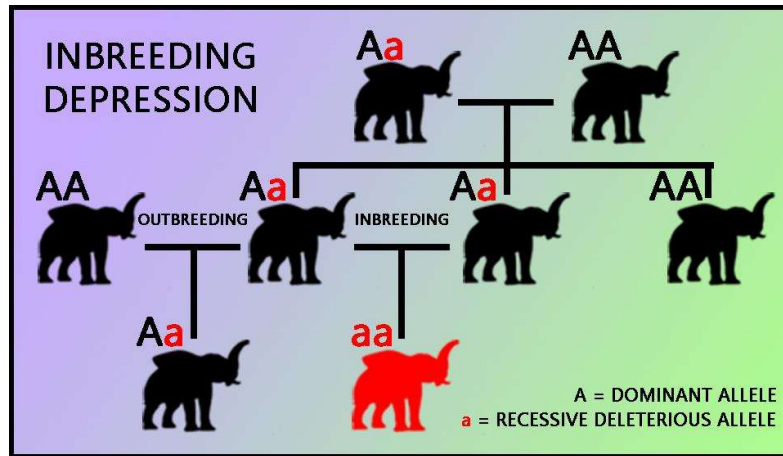 INBREEDING
DEPRESSION
Aa
AA
AA
Aa
Aa
AA
OUTBREEDING
INBREEDING
Aa
aa
A = DOMINANT ALLELE
a = RECESSIVE DELETERIOUS ALLELE